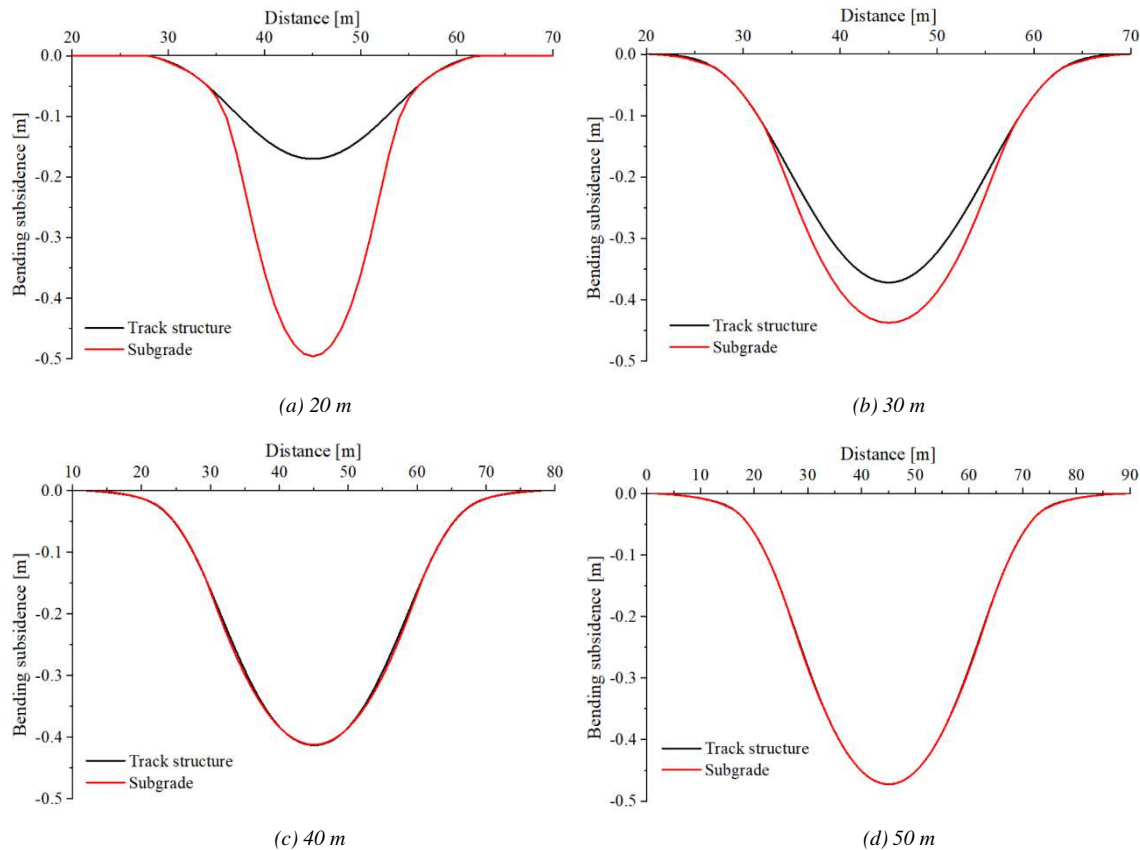 Distance [m]
20 30 40 50 60 70
0.0
-0.1
-0.2
-0.3
-0.4
-0.5
Bending subsidence [m]
Track structure
Subgrade
(a) 20 m
Distance [m]
20 30 40 50 60 70
0.0
-0.1
-0.2
-0.3
-0.4
-0.5
Bending subsidence [m]
Track structure
Subgrade
(b) 30 m
Distance [m]
10 20 30 40 50 60 70 80
0.0
-0.1
-0.2
-0.3
-0.4
-0.5
Bending subsidence [m]
Track structure
Subgrade
(c) 40 m
Distance [m]
0 10 20 30 40 50 60 70 80 90
0.0
-0.1
-0.2
-0.3
-0.4
-0.5
Bending subsidence [m]
Track structure
Subgrade
(d) 50 m